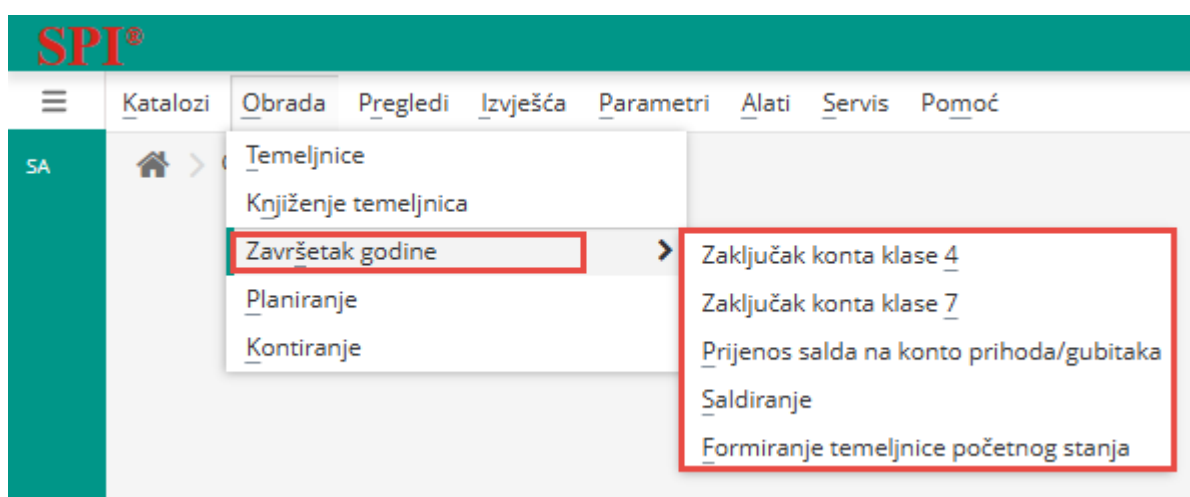 SPI®
Katalozi Obrada Pregledi Izvješća Parametri Alati Servis Pomoć
SA
Temeljnice
Knjiženje temeljnica
Završetak godine
Planiranje
Kontiranje
Zaključak konta klase 4
Zaključak konta klase 7
Prijenos salda na konto prihoda/gubitaka
Saldiranje
Formiranje temeljnice početnog stanja